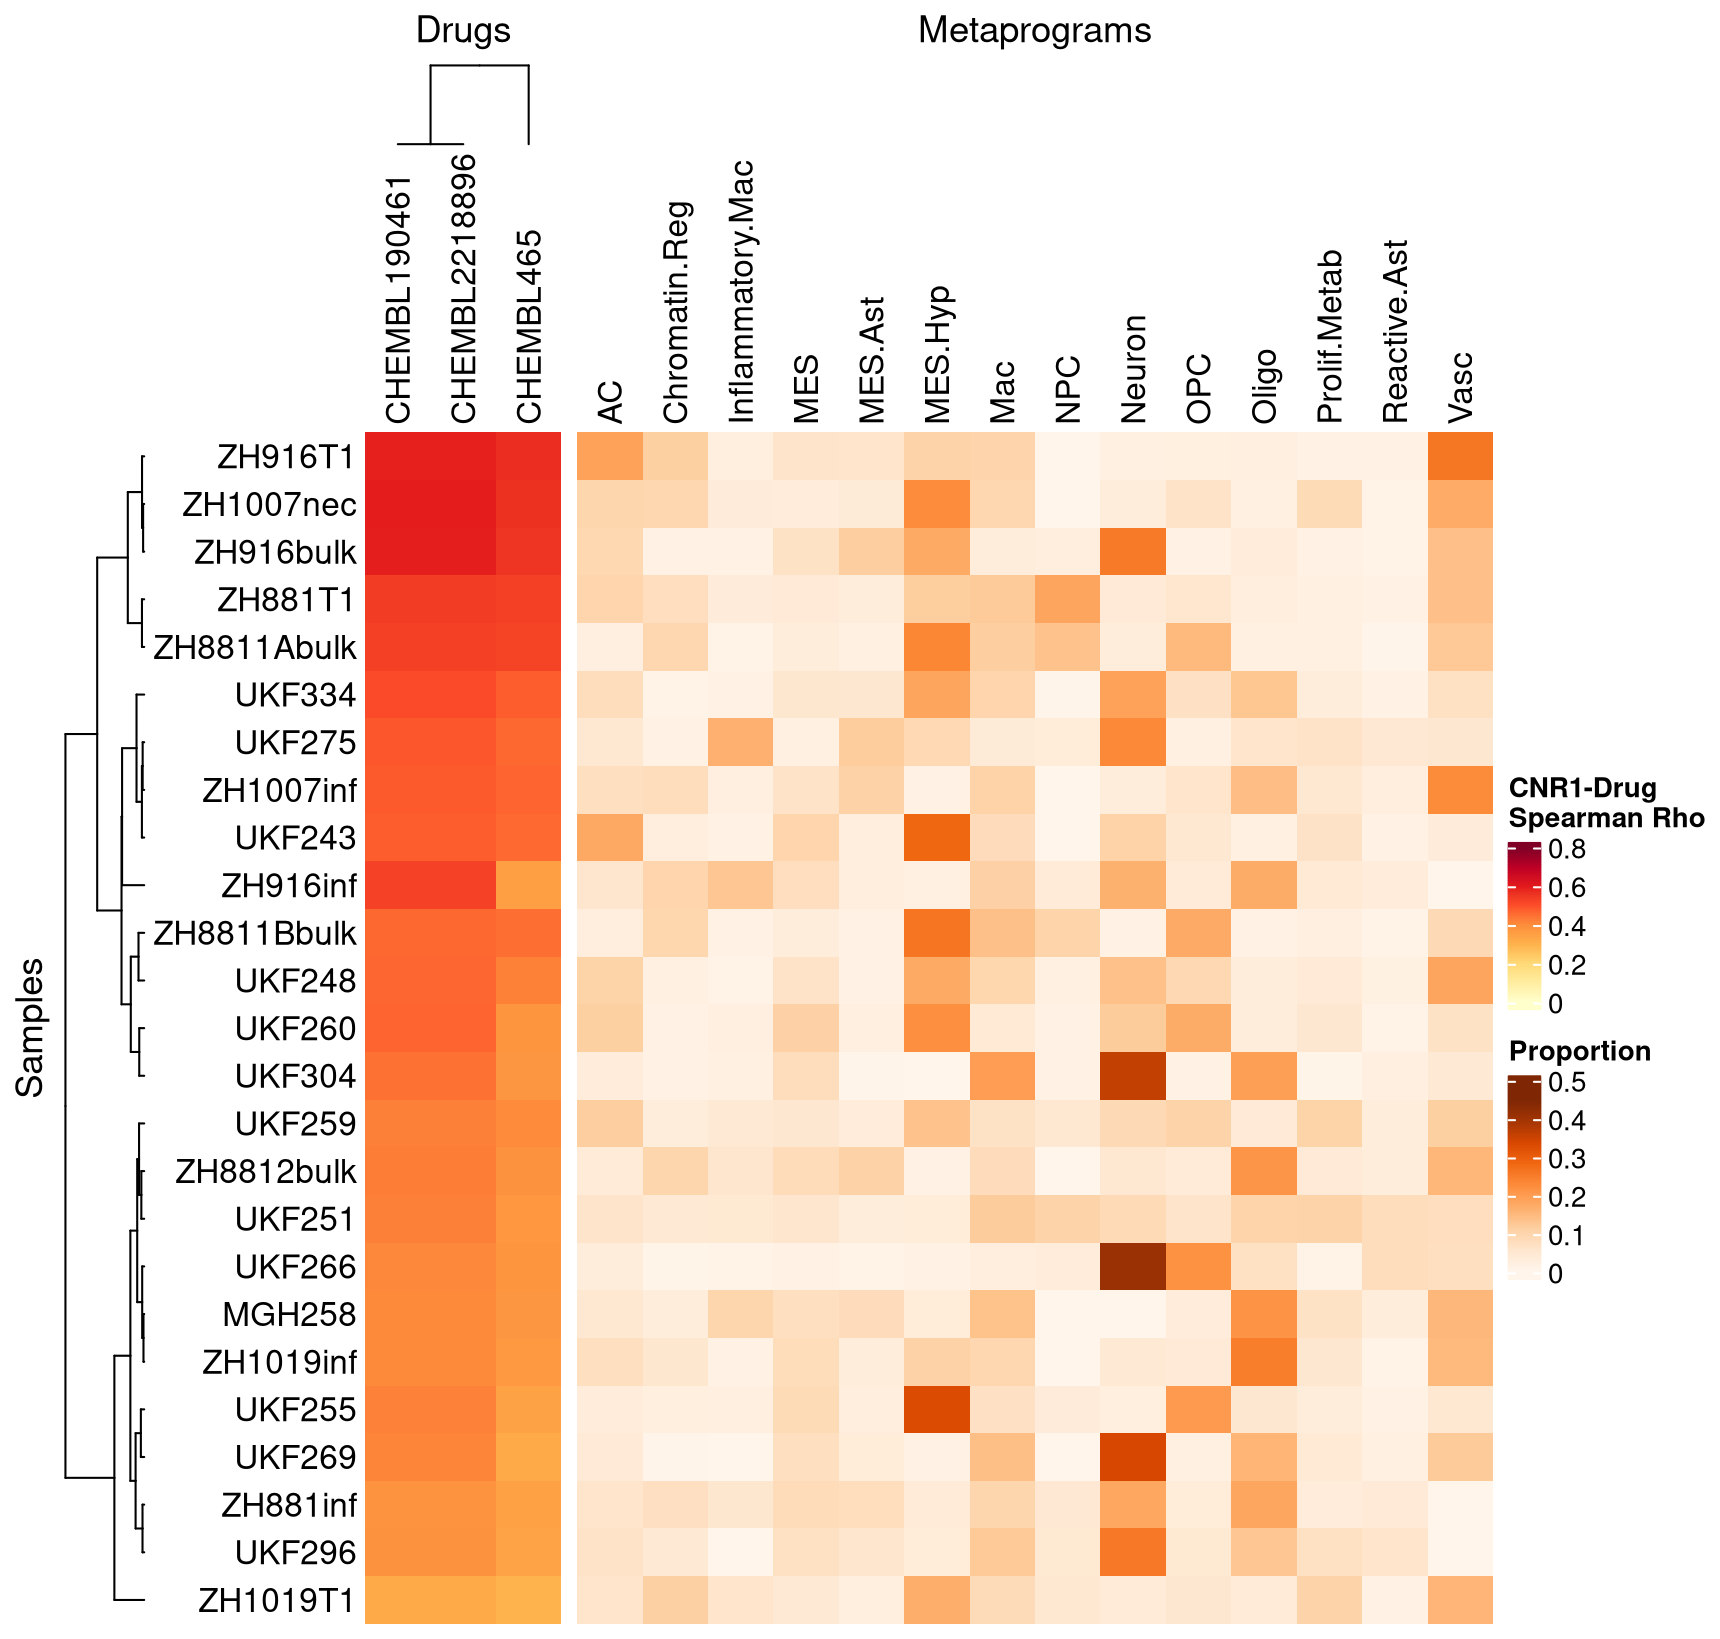 Drugs
Metaprograms
CHEMBL190461
CHEMBL2218896
CHEMBL465
AC
Chromatin.Reg
Inflammatory.Mac
MES
MES.Ast
MES.Hyp
Mac
NPC
Neuron
OPC
Oligo
Prolif.Metab
Reactive.Ast
Vasc
Samples
ZH916T1
ZH1007nec
ZH916bulk
ZH881T1
ZH8811Abulk
UKF334
UKF275
ZH1007inf
UKF243
ZH916inf
ZH8811Bbulk
UKF248
UKF260
UKF304
UKF259
ZH8812bulk
UKF251
UKF266
MGH258
ZH1019inf
UKF255
UKF269
ZH881inf
UKF296
ZH1019T1
CNR1-Drug
Spearman Rho
0.8
0.6
0.4
0.2
0
Proportion
0.5
0.4
0.3
0.2
0.1
0